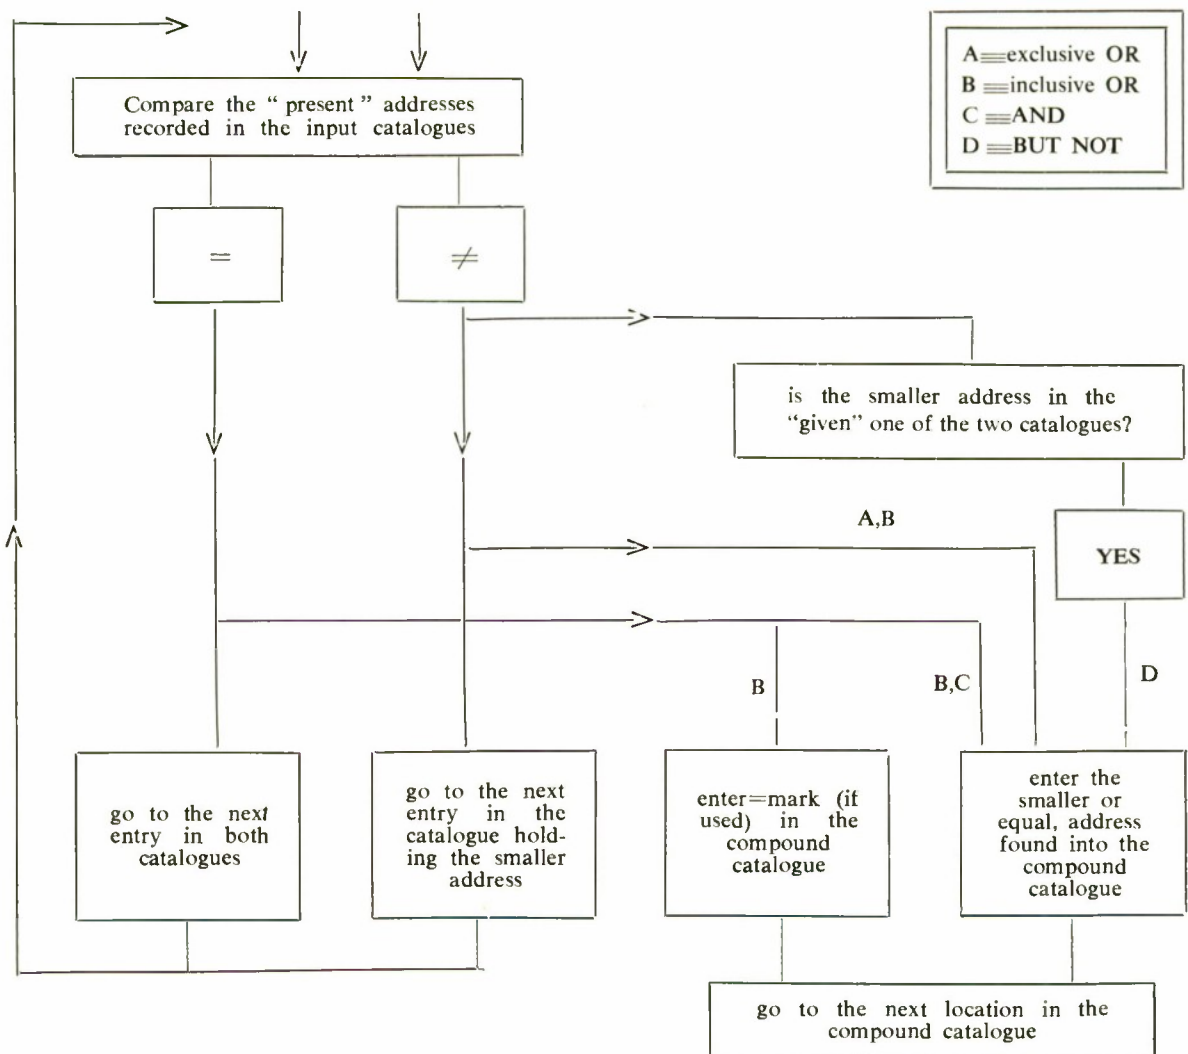 Compare the " present " addresses
recorded in the input catalogues
A≡exclusive OR
B ≡inclusive OR
C ≡AND
D ≡BUT NOT
=
≠
is the smaller address in the
"given" one of the two catalogues?
A,B
YES
B
B,C
D
go to the next
entry in both
catalogues
go to the next
entry in the
catalogue hold-
ing the smaller
address
enter=mark (if
used) in the
compound
catalogue
enter the
smaller or
equal, address
found into the
compound
catalogue
go to the next location in the
compound catalogue